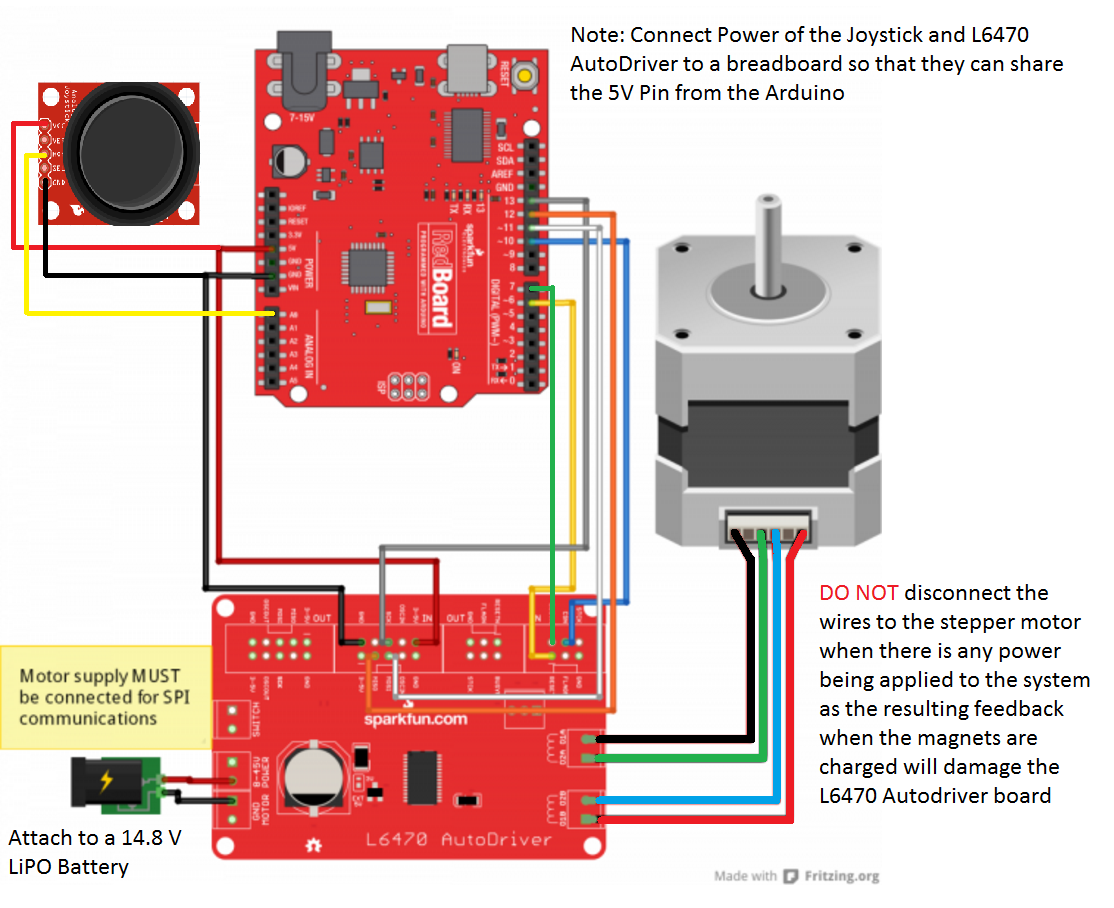 Note: Connect Power of the Joystick and L6470
AutoDriver to a breadboard so that they can share
the 5V Pin from the Arduino
VCC
VER
SEL
GND
7-15V
RESET
SCL
SDA
AREF
GND
13
12
~11
~10
~9
8
7
~6
~5
4
~3
2
TX→1
RX←0
DIGITAL (PWM~)
IOREF
RESET
3.3V
5V
GND
GND
VIN
POWER
A0
A1
A2
A3
A4
A5
ANALOG IN
TX
RX
13
sparkfun
RedBoard
PROGRAMMED WITH ARDUINO
ON
ISP
OUT
IN
OUT
Motor supply MUST
be connected for SPI
communications
SWITCH
8-45V
GND
MOTOR POWER
sparkfun.com
L6470 AutoDriver
Attach to a 14.8 V
LiPO Battery
DO NOT disconnect the
wires to the stepper motor
when there is any power
being applied to the system
as the resulting feedback
when the magnets are
charged will damage the
L6470 Autodriver board
Made with Fritzing.org